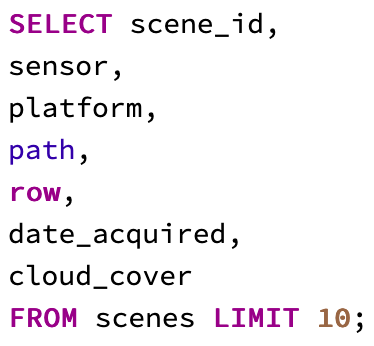 SELECT scene_id,
sensor,
platform,
path,
row,
date_acquired,
cloud_cover
FROM scenes LIMIT 10;